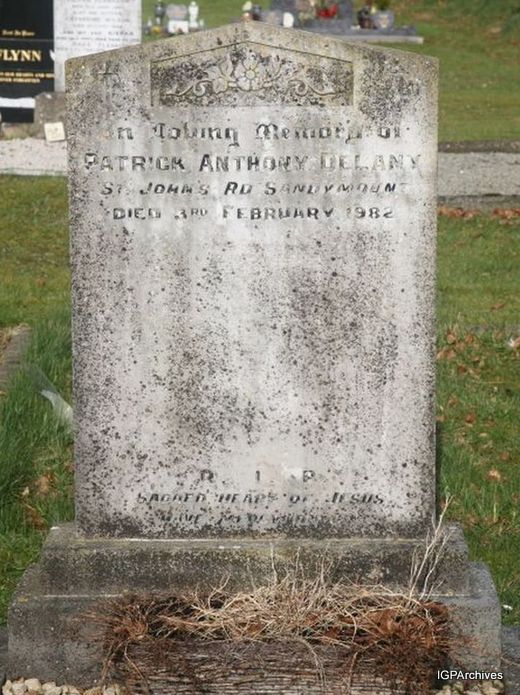 FLYNN
In Loving Memory of
PATRICK ANTHONY DELANY
ST. JOHNS RD SANDYMOUNT
DIED 3RD FEBRUARY 1982
R I P
SACRED HEART OF JESUS
IGPArchives